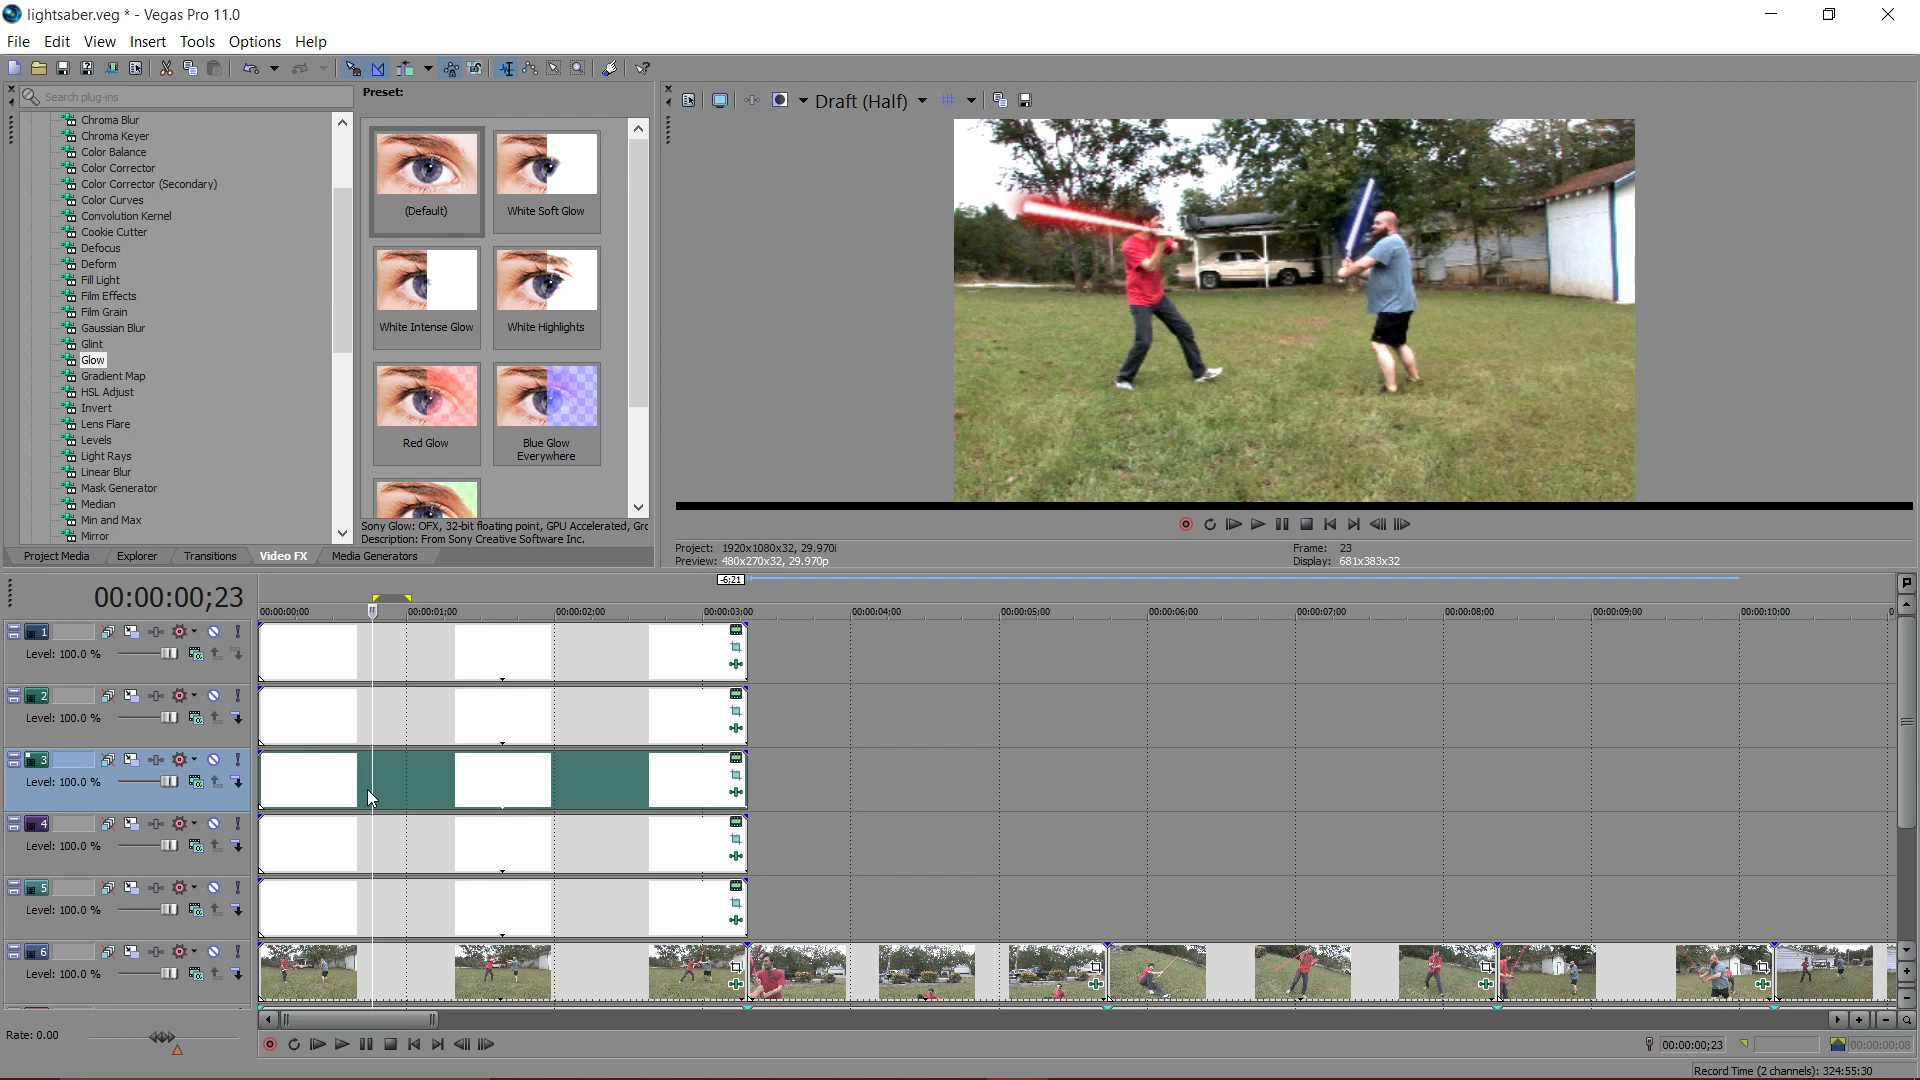 lightsaber.veg * - Vegas Pro 11.0
File Edit View Insert Tools Options Help
Search plug-ins
Chroma Blur
Chroma Keyer
Color Balance
Color Corrector
Color Corrector (Secondary)
Color Curves
Convolution Kernel
Cookie Cutter
Defocus
Deform
Fill Light
Film Effects
Film Grain
Gaussian Blur
Glint
Glow
Gradient Map
HSL Adjust
Invert
Lens Flare
Levels
Light Rays
Linear Blur
Mask Generator
Median
Min and Max
Mirror
Preset:
(Default)
White Soft Glow
White Intense Glow
White Highlights
Red Glow
Blue Glow
Everywhere
Sony Glow: OFX, 32-bit floating point, GPU Accelerated, Gro
Description: From Sony Creative Software Inc.
Project Media Explorer Transitions Video FX Media Generators
Draft (Half)
Project: 1920x1080x32, 29.970i
Preview: 480x270x32, 29.970p
Frame: 23
Display: 681x383x32
00:00:00;23
-6;21
00:00:00;00 00:00:01;00 00:00:02;00 00:00:03;00 00:00:04;00 00:00:05;00 00:00:06;00 00:00:07;00 00:00:08;00 00:00:09;00 00:00:10;00 0
1
Level: 100.0 %
2
Level: 100.0 %
3
Level: 100.0 %
4
Level: 100.0 %
5
Level: 100.0 %
6
Level: 100.0 %
Rate: 0.00
00:00:00;23
00:00:00;08
Record Time (2 channels): 324:55:30